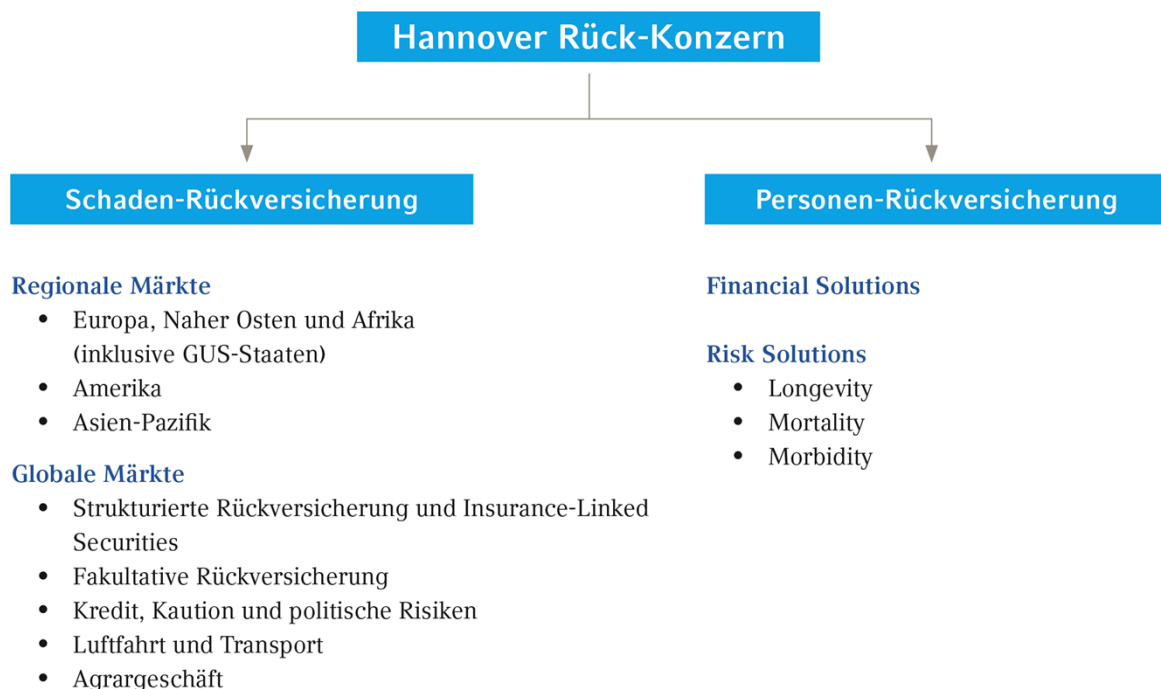 Hannover Rück-Konzern
Schaden-Rückversicherung
Regionale Märkte
• Europa, Naher Osten und Afrika
(inklusive GUS-Staaten)
• Amerika
• Asien-Pazifik
Globale Märkte
• Strukturierte Rückversicherung und Insurance-Linked
Securities
• Fakultative Rückversicherung
• Kredit, Kaution und politische Risiken
• Luftfahrt und Transport
• Agrargeschäft
Personen-Rückversicherung
Financial Solutions
Risk Solutions
• Longevity
• Mortality
• Morbidity